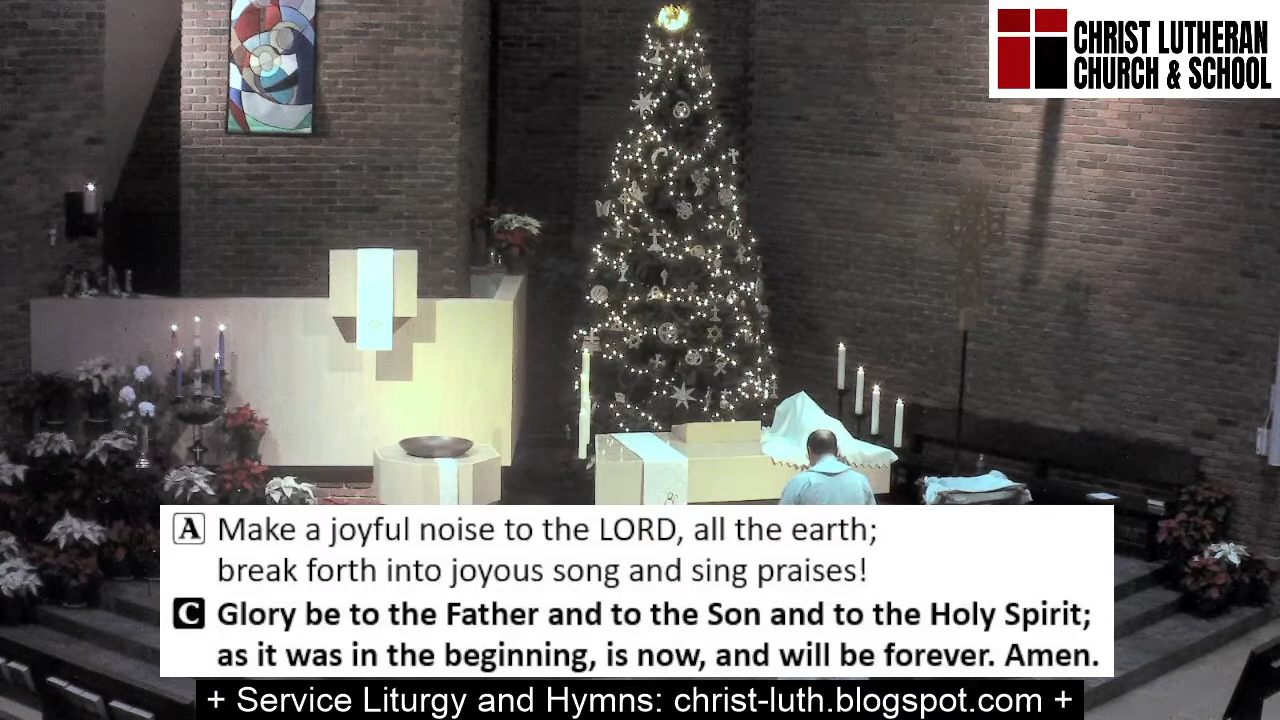 CHRIST LUTHERAN
CHURCH & SCHOOL
A Make a joyful noise to the LORD, all the earth;
break forth into joyous song and sing praises!
C Glory be to the Father and to the Son and to the Holy Spirit;
as it was in the beginning, is now, and will be forever. Amen.
+ Service Liturgy and Hymns: christ-luth.blogspot.com +